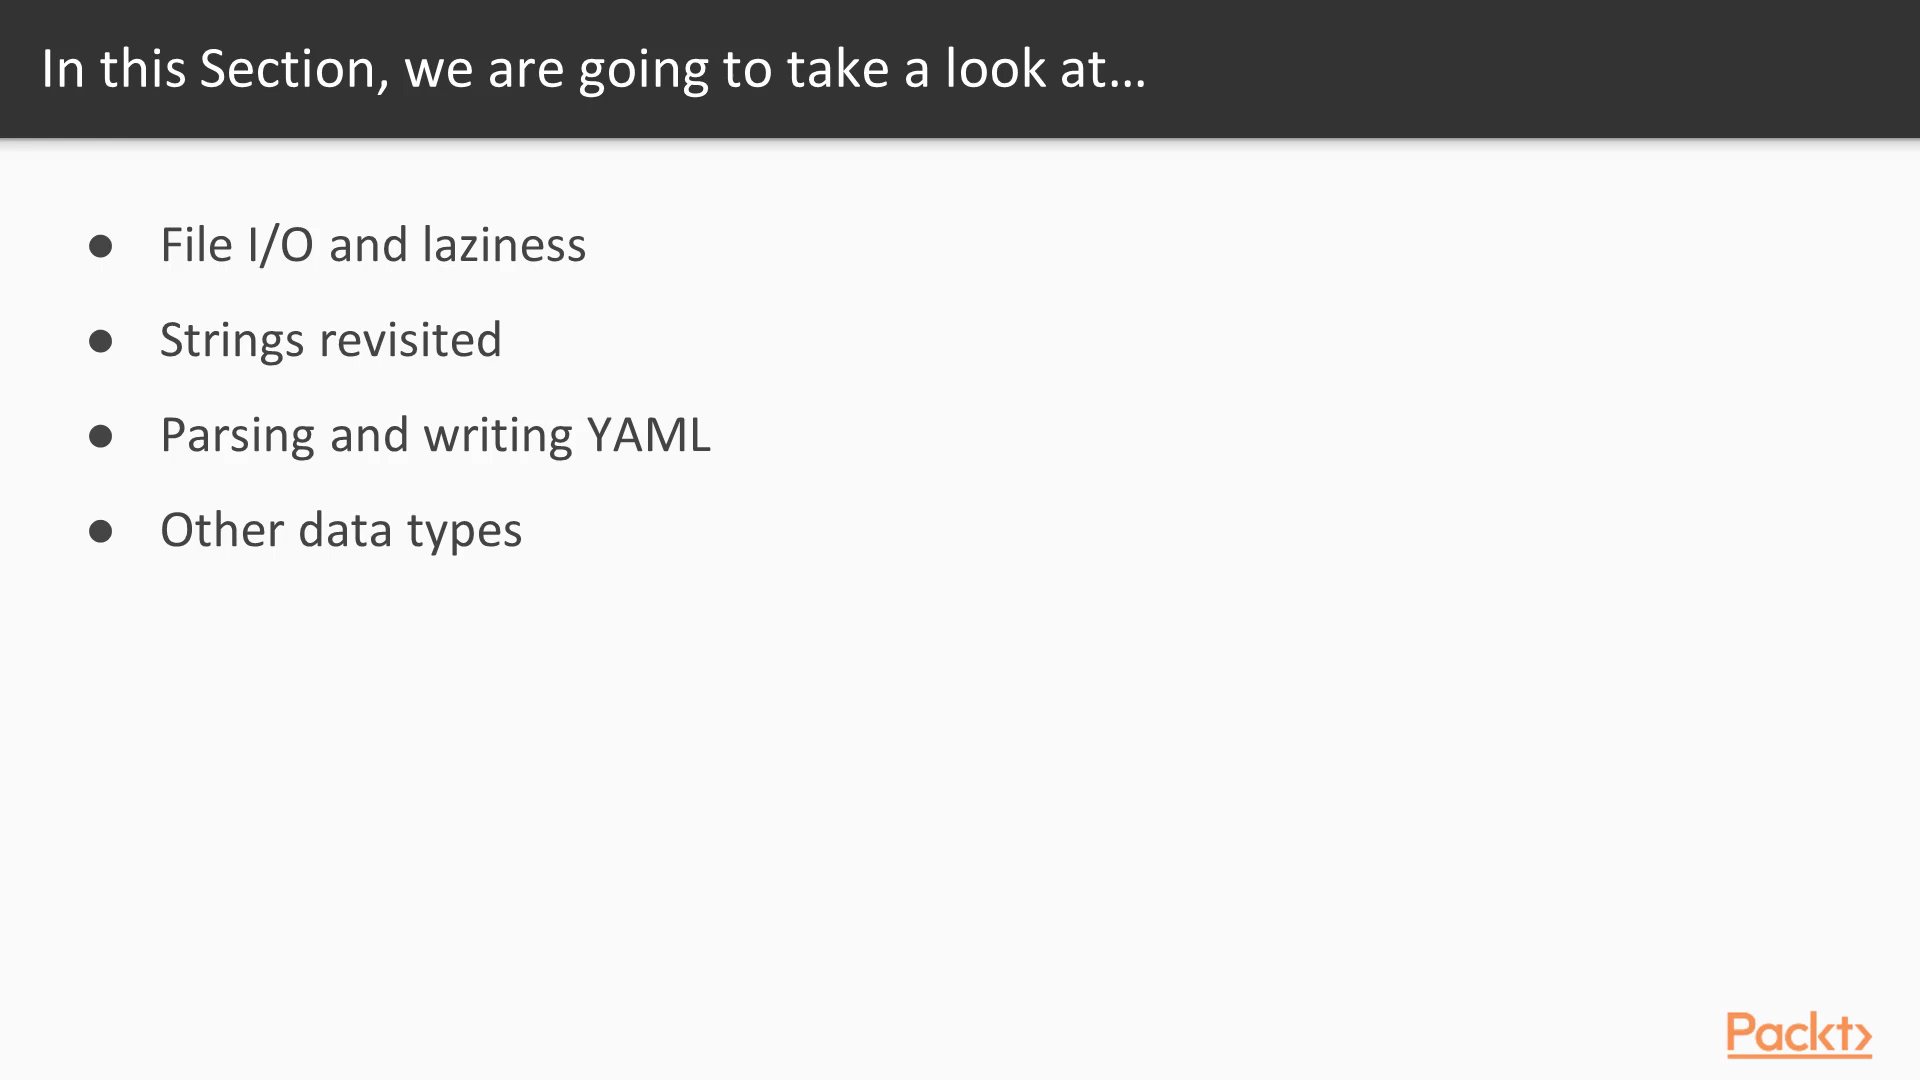 In this Section, we are going to take a look at…
● File I/O and laziness
● Strings revisited
● Parsing and writing YAML
● Other data types
Packt>